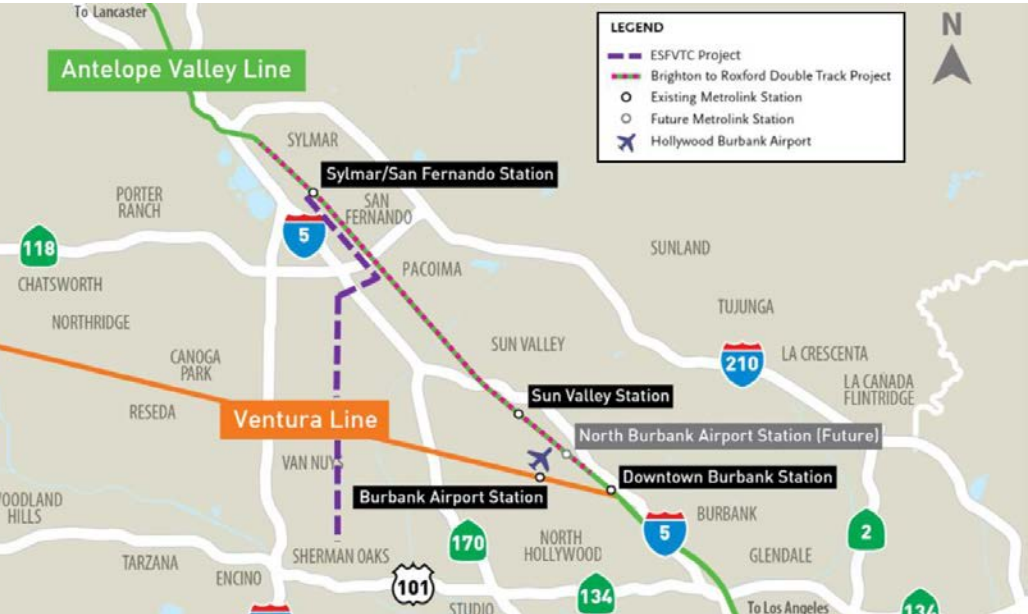 To Lancaster
Antelope Valley Line
LEGEND
ESFVTC Project
Brighton to Roxford Double Track Project
Existing Metrolink Station
Future Metrolink Station
Hollywood Burbank Airport
N
SYLMAR
Sylmar/San Fernando Station
PORTER
RANCH
SAN
FERNANDO
5
118
SUNLAND
PACOIMA
CHATSWORTH
TUJUNGA
NORTHRIDGE
SUN VALLEY
CANOGA
PARK
210
LA CRESCENTA
LA CAÑADA
FLINTRIDGE
RESEDA
Sun Valley Station
Ventura Line
North Burbank Airport Station (Future)
VAN NUYS
Downtown Burbank Station
Burbank Airport Station
WOODLAND
HILLS
BURBANK
5
2
170
NORTH
HOLLYWOOD
SHERMAN OAKS
GLENDALE
TARZANA
ENCINO
101
134
STUDIO
To Los Angeles
134